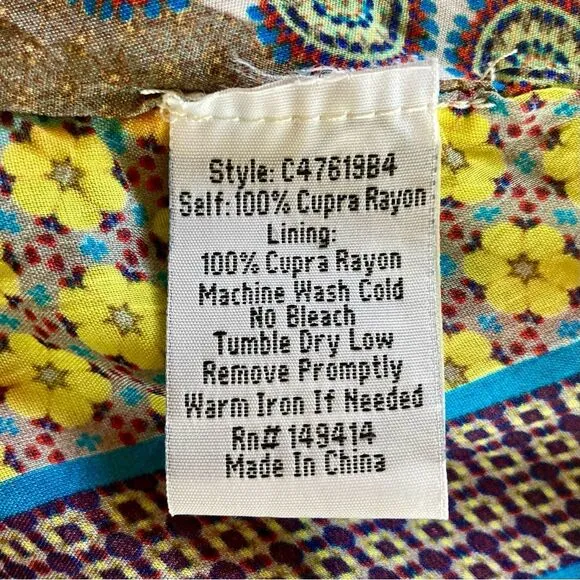 Style: C47619B4
Self: 100% Cupra Rayon
Lining:
100% Cupra Rayon
Machine Wash Cold
No Bleach
Tumble Dry Low
Remove Promptly
Warm Iron If Needed
Rn# 149414
Made In China